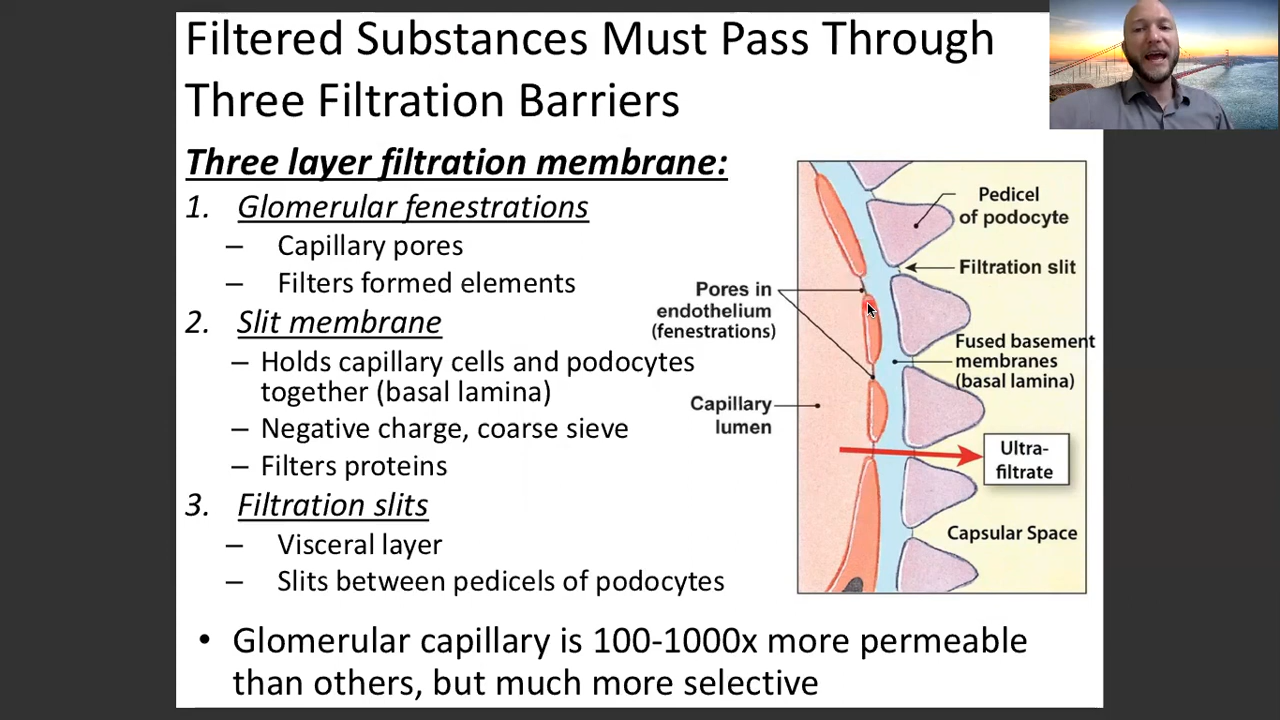 Filtered Substances Must Pass Through
Three Filtration Barriers
Three layer filtration membrane:
1. Glomerular fenestrations
– Capillary pores
– Filters formed elements
2. Slit membrane
– Holds capillary cells and podocytes
together (basal lamina)
– Negative charge, coarse sieve
– Filters proteins
3. Filtration slits
– Visceral layer
– Slits between pedicels of podocytes
• Glomerular capillary is 100-1000x more permeable
than others, but much more selective
Pedicel
of podocyte
Filtration slit
Pores in
endothelium
(fenestrations)
Fused basement
membranes
(basal lamina)
Capillary
lumen
Ultra-
filtrate
Capsular Space